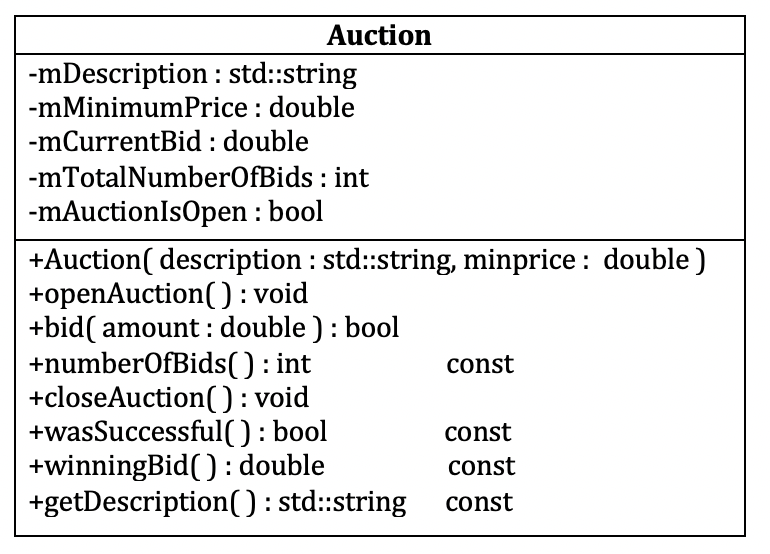 Auction
-mDescription : std::string
-mMinimumPrice : double
-mCurrentBid : double
-mTotalNumberOfBids : int
-mAuctionIsOpen : bool
+Auction( description : std::string, minprice : double )
+openAuction( ) : void
+bid( amount : double ) : bool
+numberOfBids( ) : int const
+closeAuction( ) : void
+wasSuccessful( ) : bool const
+winningBid( ) : double const
+getDescription( ) : std::string const